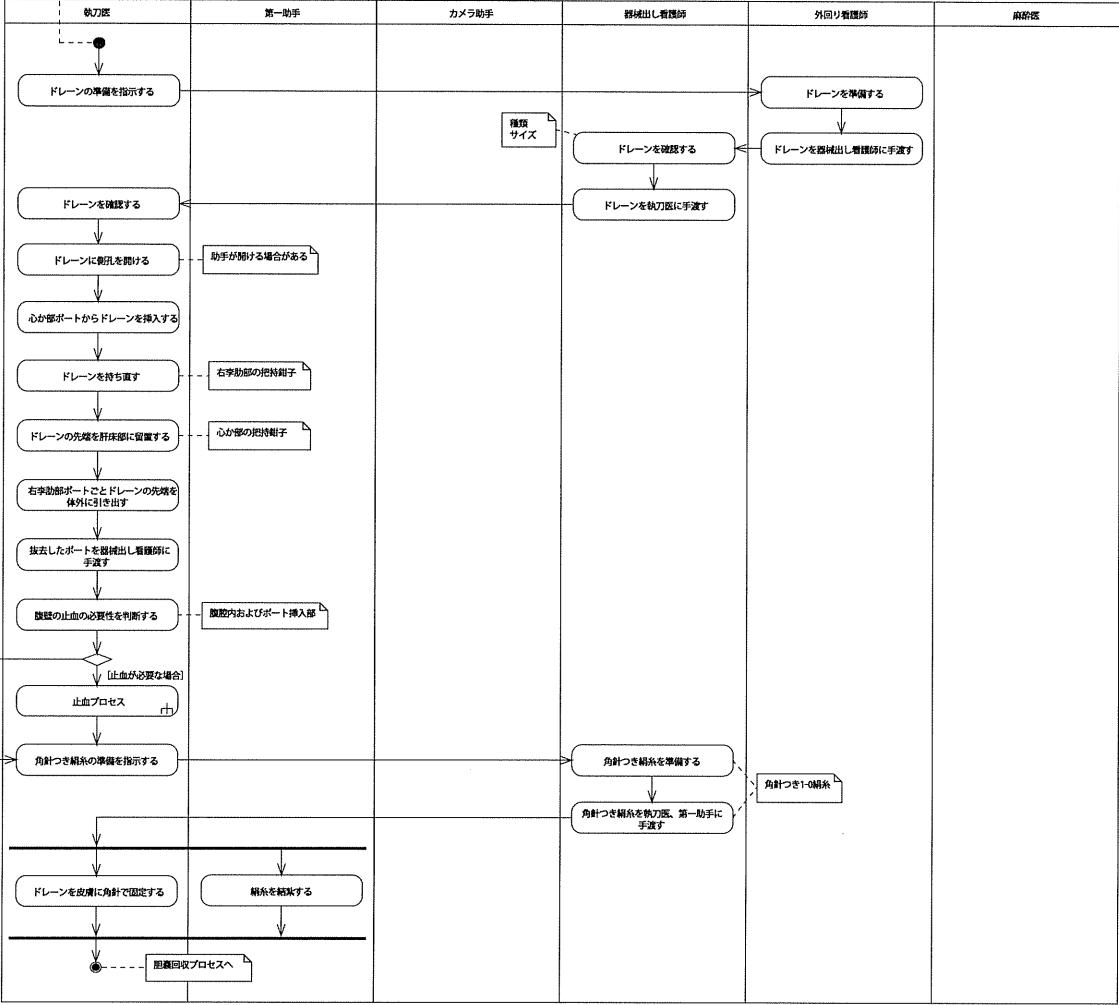 執刀医
第一助手
カメラ助手
器械出し看護師
外回り看護師
麻酔医
ドレーンの準備を指示する
ドレーンを準備する
種類
サイズ
ドレーンを確認する
ドレーンを器械出し看護師に手渡す
ドレーンを確認する
ドレーンを執刀医に手渡す
ドレーンに側孔を開ける
助手が開ける場合がある
心か部ポートからドレーンを挿入する
ドレーンを持ち直す
右季肋部の把持鉗子
ドレーンの先端を肝床部に留置する
心か部の把持鉗子
右季肋部ポートごとドレーンの先端を
体外に引き出す
抜去したポートを器械出し看護師に
手渡す
腹壁の止血の必要性を判断する
腹腔内およびポート挿入部
[止血が必要な場合]
止血プロセス
角針つき絹糸の準備を指示する
角針つき絹糸を準備する
角針つき1-0絹糸
角針つき絹糸を執刀医、第一助手に
手渡す
ドレーンを皮膚に角針で固定する
絹糸を結紮する
胆嚢回収プロセスへ